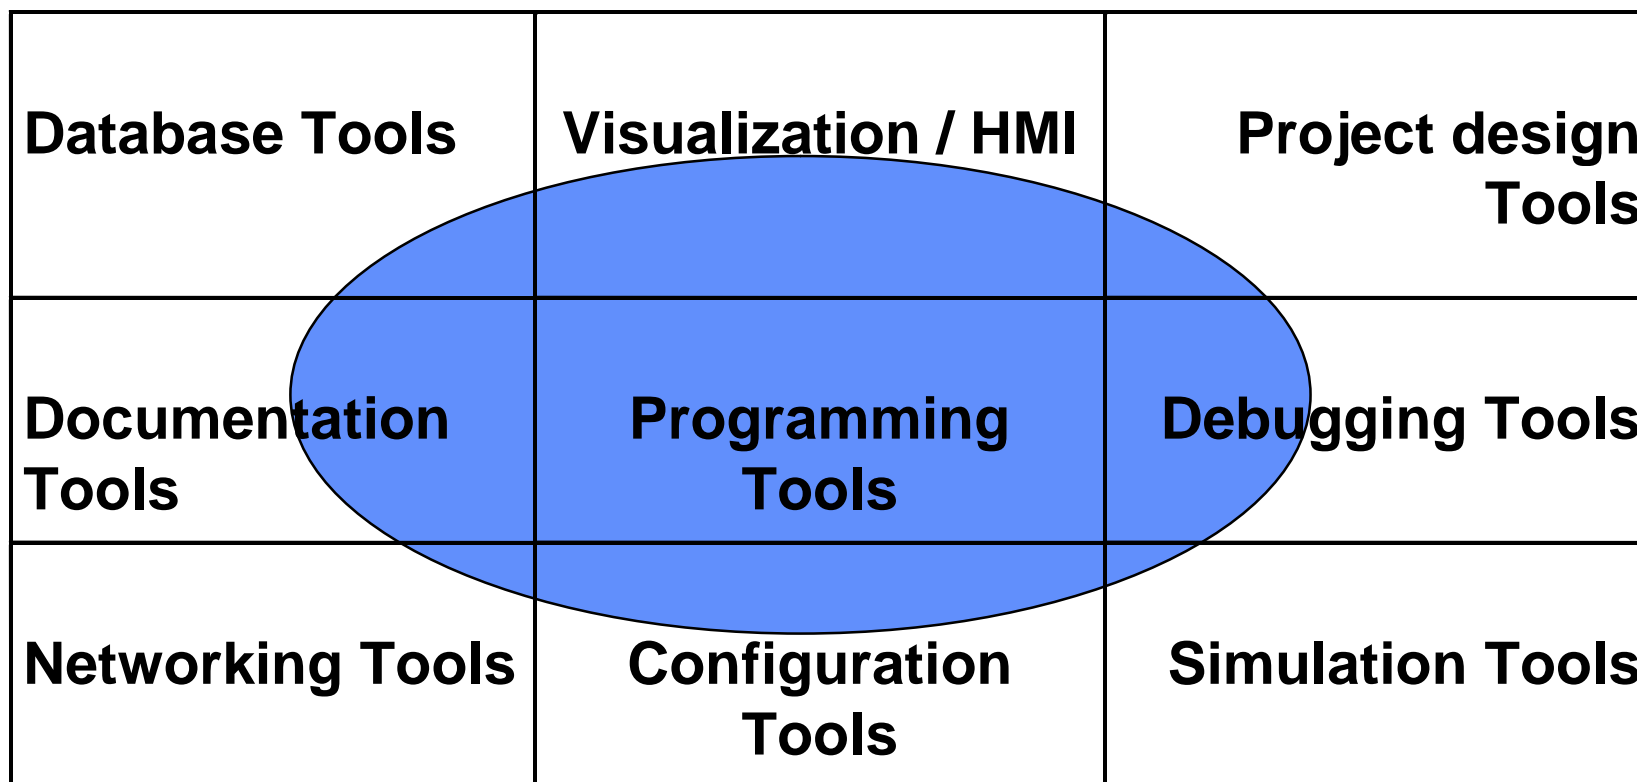 Database Tools
Visualization / HMI
Project design
Tools
Documentation
Tools
Programming
Tools
Debugging Tools
Networking Tools
Configuration
Tools
Simulation Tools